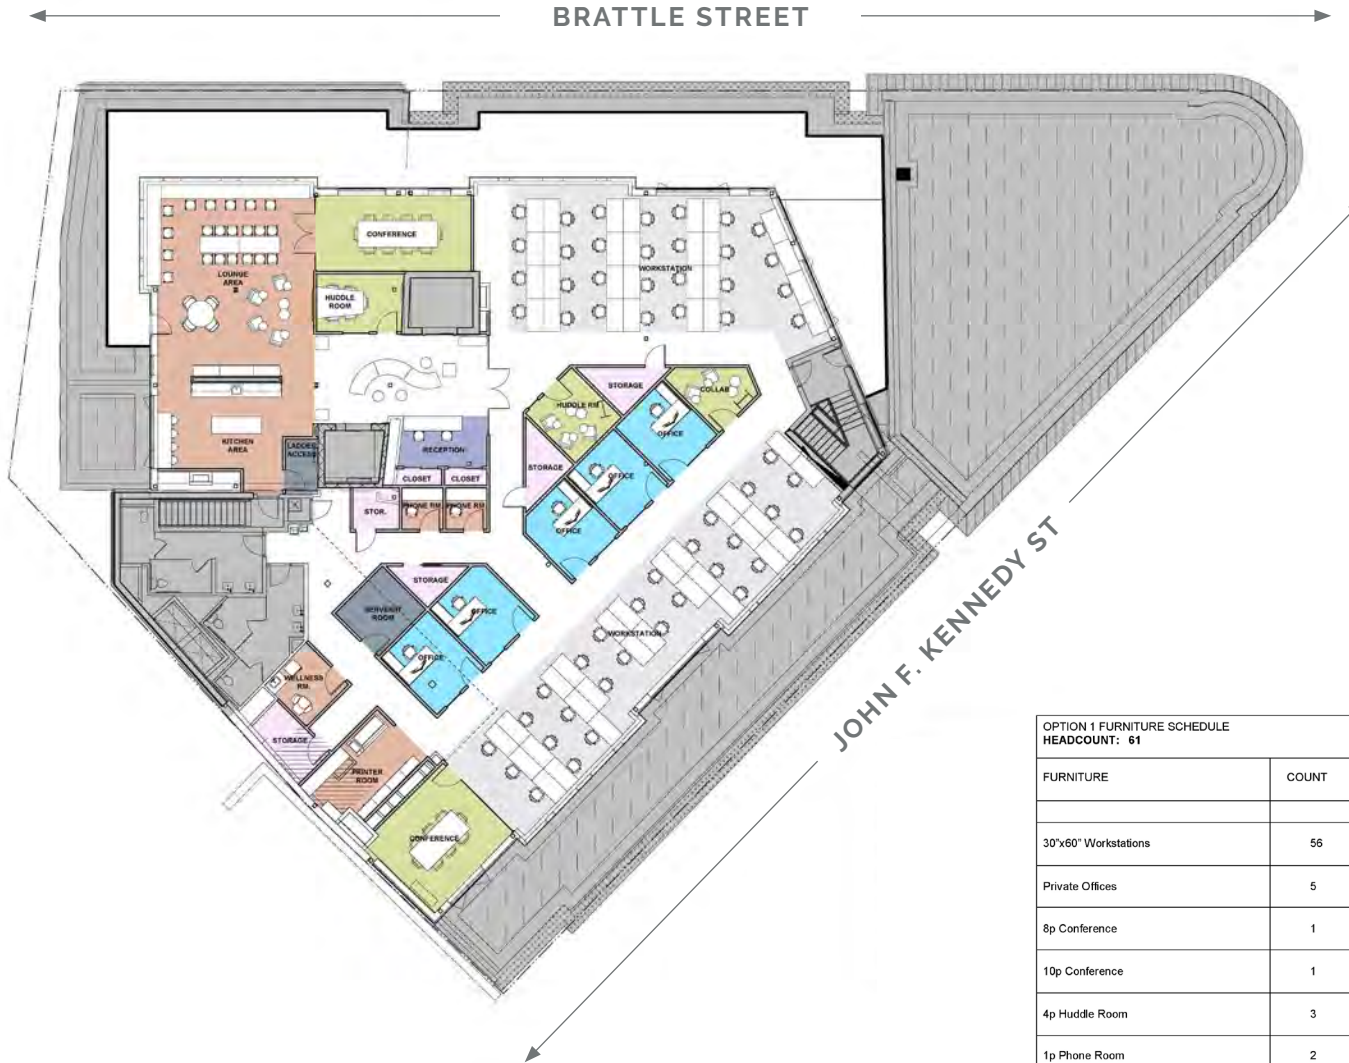 BRATTLE STREET
CONFERENCE
LOUNGE
AREA
WORKSTATION
HUDDLE
ROOM
STORAGE
COLLAB
HUDDLE RM
OFFICE
KITCHEN
AREA
LADDER
ACCESS
RECEPTION
STORAGE
OFFICE
CLOSET
CLOSET
STOR.
PHONE RM
PHONE RM
OFFICE
STORAGE
OFFICE
ROOM
WORKSTATION
OFFICE
WELLNESS
RM.
STORAGE
PRINTER
ROOM
CONFERENCE
JOHN F. KENNEDY ST
OPTION 1 FURNITURE SCHEDULE
HEADCOUNT: 61
FURNITURE COUNT
30"x60" Workstations 56
Private Offices 5
8p Conference 1
10p Conference 1
4p Huddle Room 3
1p Phone Room 2